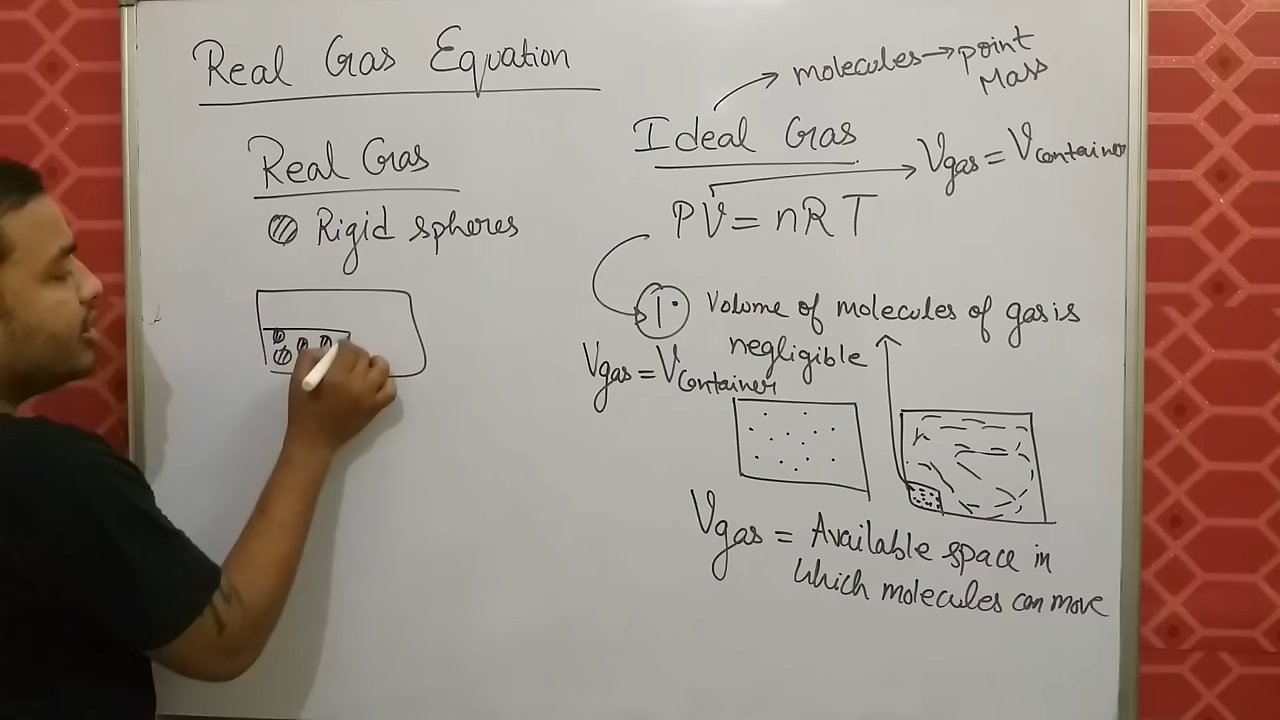 Real Gas Equation
Real Gas
Rigid spheres
molecules → point
Mass
Ideal Gas
Vgas = Vcontainer
PV = nRT
1. Volume of molecules of gas is
negligible
Vgas = Vcontainer
Vgas = Available space in
which molecules can move